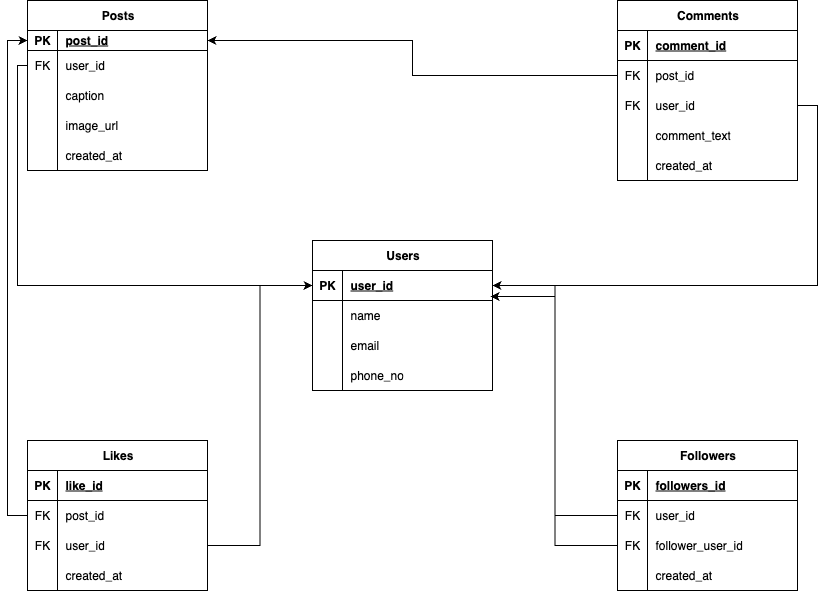 Posts
PK post_id
FK user_id
caption
image_url
created_at
Comments
PK comment_id
FK post_id
FK user_id
comment_text
created_at
Users
PK user_id
name
email
phone_no
Likes
PK like_id
FK post_id
FK user_id
created_at
Followers
PK followers_id
FK user_id
FK follower_user_id
created_at